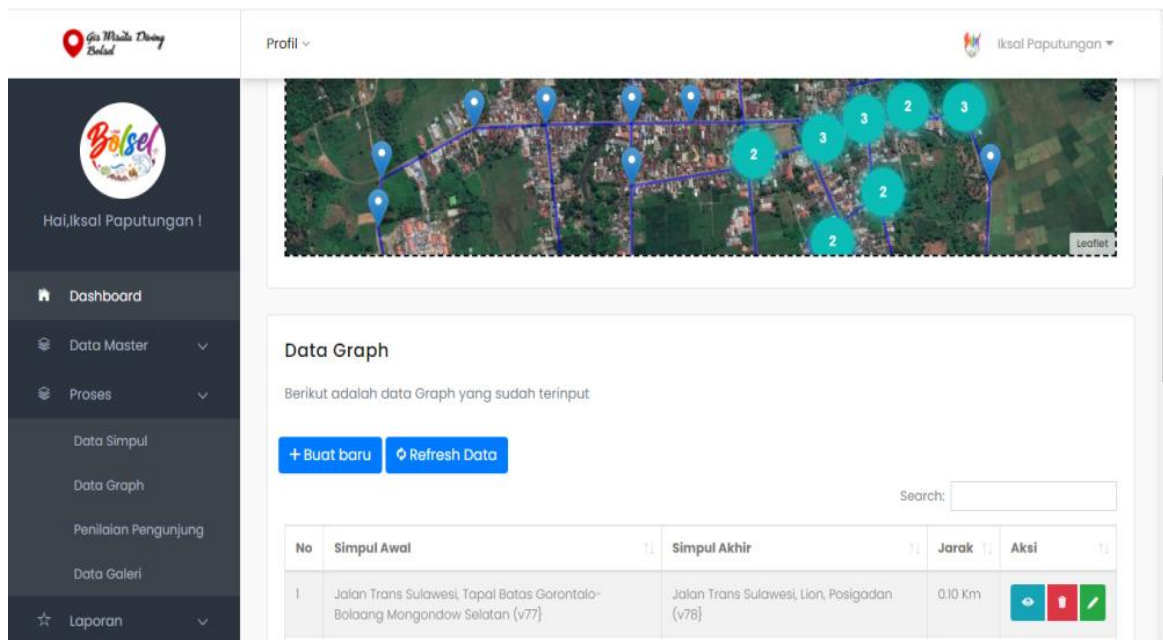 Gis Wisata Diving
Bolsel
Profil
Iksal Paputungan
Bolsel
Hai,Iksal Paputungan !
Dashboard
Data Master
Proses
Data Simpul
Data Graph
Penilaian Pengunjung
Data Galeri
Laporan
2
3
3
3
2
2
2
Leaflet
Data Graph
Berikut adalah data Graph yang sudah terinput
+ Buat baru
Refresh Data
Search:
No Simpul Awal Simpul Akhir Jarak Aksi
1 Jalan Trans Sulawesi, Tapal Batas Gorontalo- Jalan Trans Sulawesi, Lion, Posigadan 0.10 Km
Bolaang Mongondow Selatan (v77} (v78}